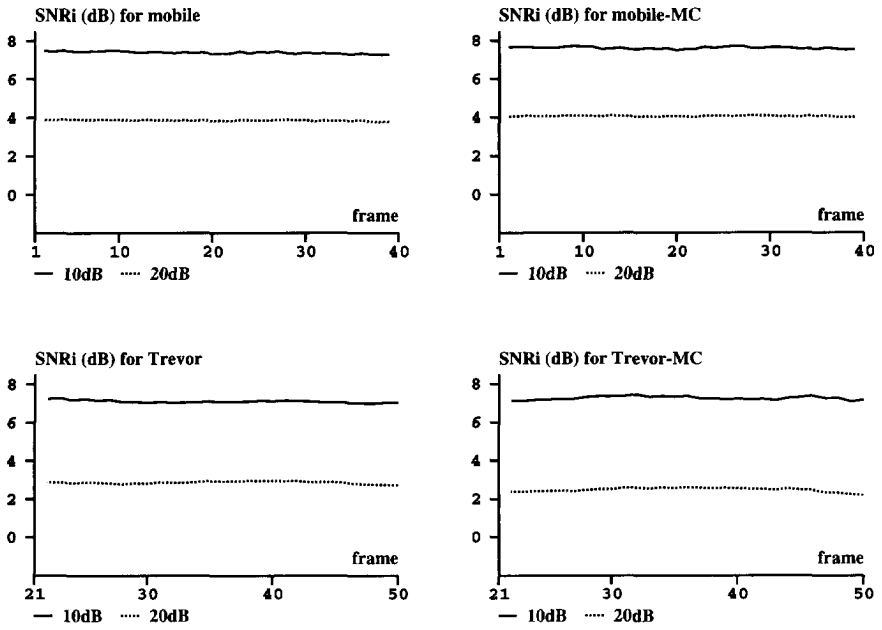 SNRi (dB) for mobile
8
6
4
2
0
frame
1 10 20 30 40
10dB 20dB
SNRi (dB) for mobile-MC
8
6
4
2
0
frame
1 10 20 30 40
10dB 20dB
SNRi (dB) for Trevor
8
6
4
2
0
frame
21 30 40 50
10dB 20dB
SNRi (dB) for Trevor-MC
8
6
4
2
0
frame
21 30 40 50
10dB 20dB